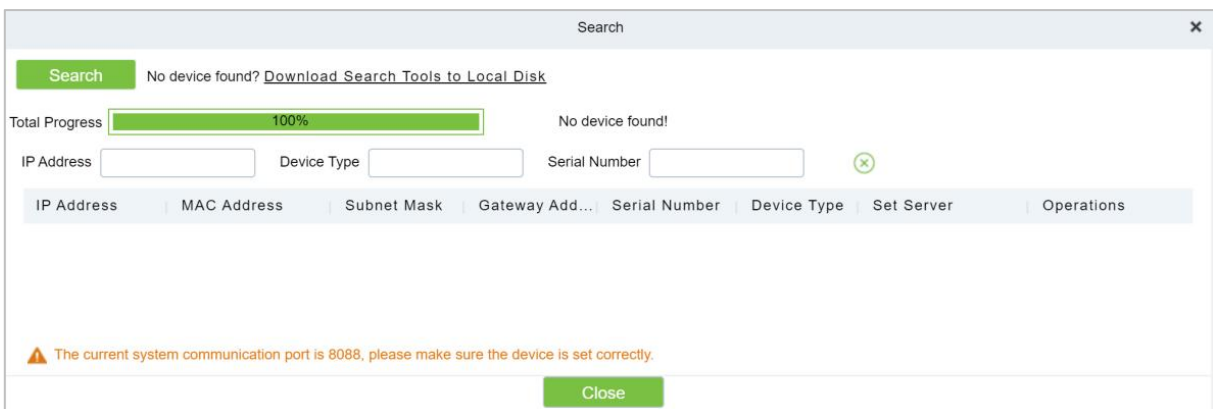 Search
Search No device found? Download Search Tools to Local Disk
Total Progress 100% No device found!
IP Address Device Type Serial Number
IP Address MAC Address Subnet Mask Gateway Add... Serial Number Device Type Set Server Operations
The current system communication port is 8088, please make sure the device is set correctly.
Close